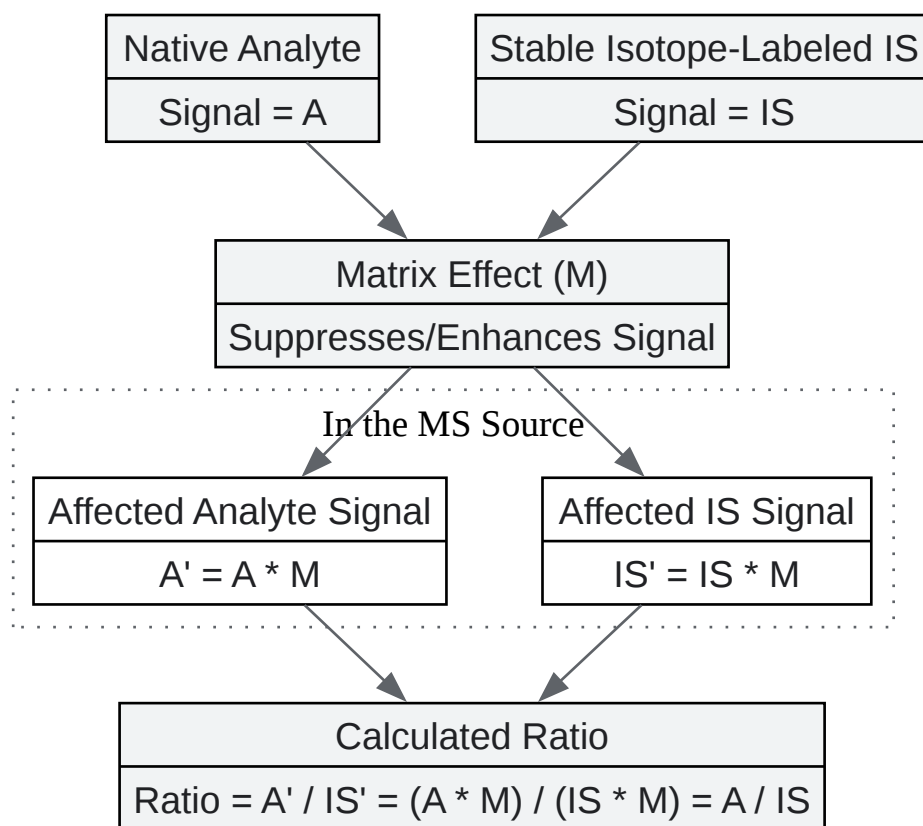 Native Analyte
Signal = A
Stable Isotope-Labeled IS
Signal = IS
Matrix Effect (M)
Suppresses/Enhances Signal
In the MS Source
Affected Analyte Signal
A' = A * M
Affected IS Signal
IS' = IS * M
Calculated Ratio
Ratio = A' / IS' = (A * M) / (IS * M) = A / IS